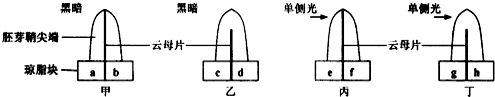 黑暗 黑暗 单侧光 单侧光
胚芽鞘尖端 云母片 云母片
琼脂块 a b c d e f g h
甲 乙 丙 丁